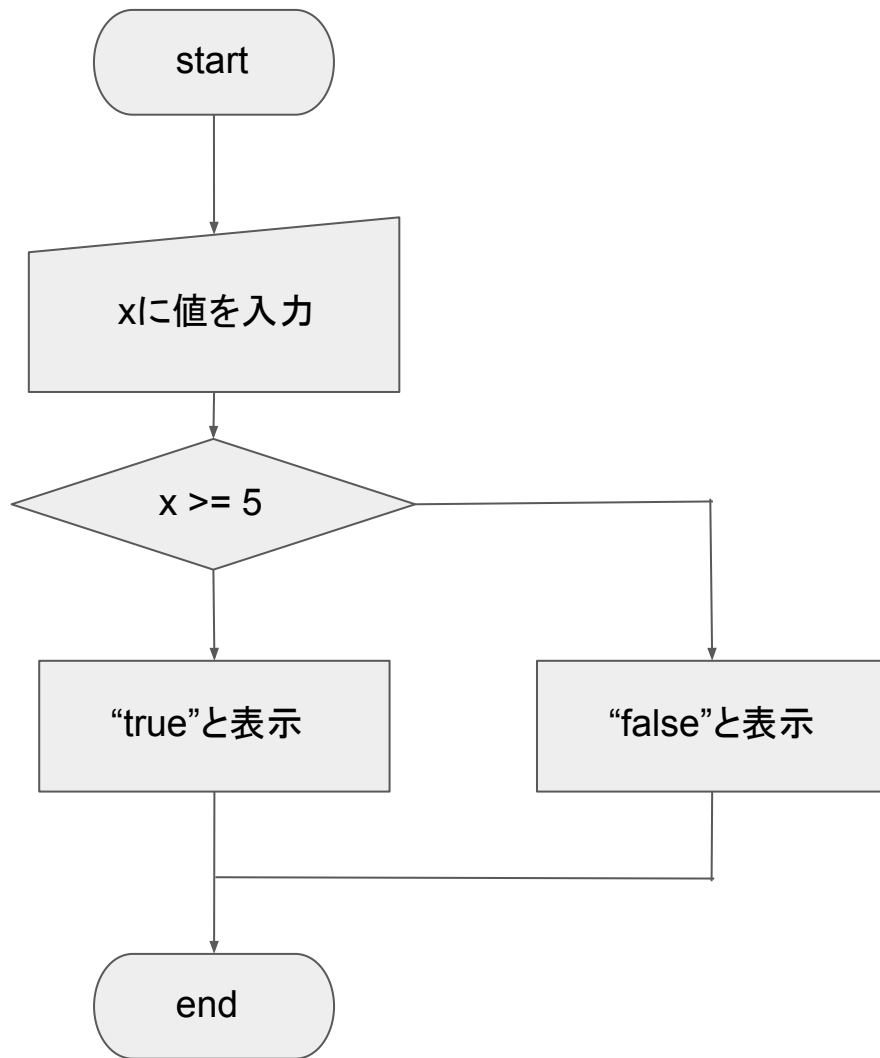 start
xに値を入力
x >= 5
“true”と表示
“false”と表示
end